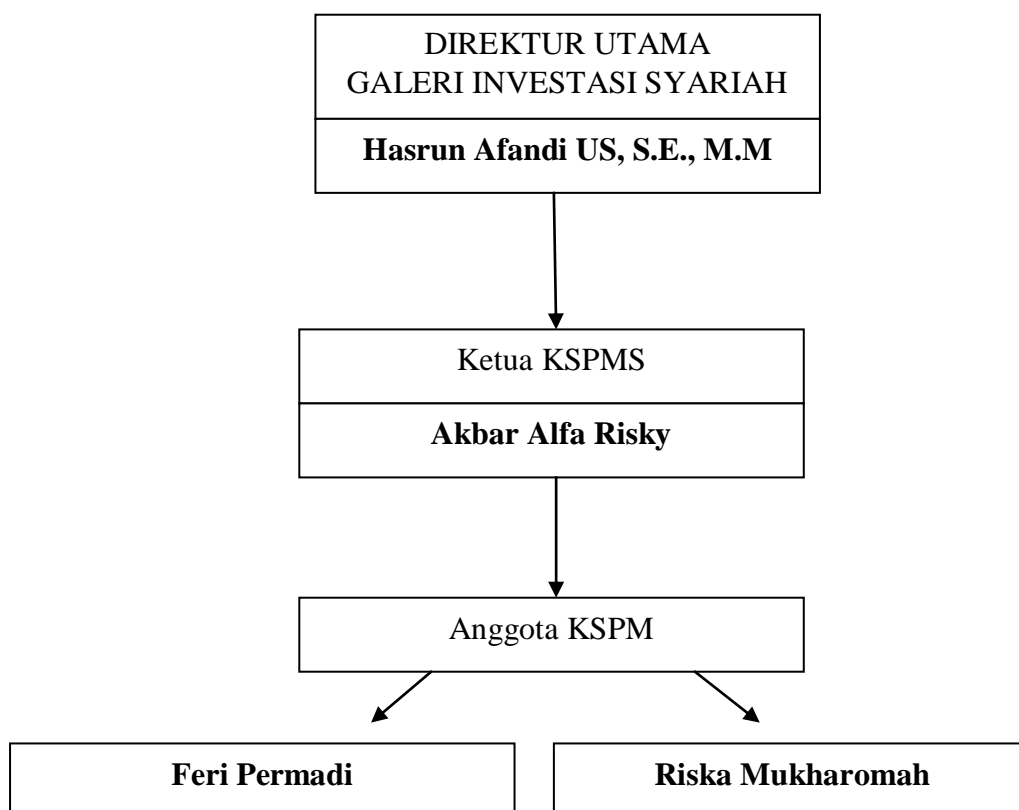 DIREKTUR UTAMA
GALERI INVESTASI SYARIAH
Hasrun Afandi US, S.E., M.M
Ketua KSPMS
Akbar Alfa Risky
Anggota KSPM
Feri Permadi
Riska Mukharomah